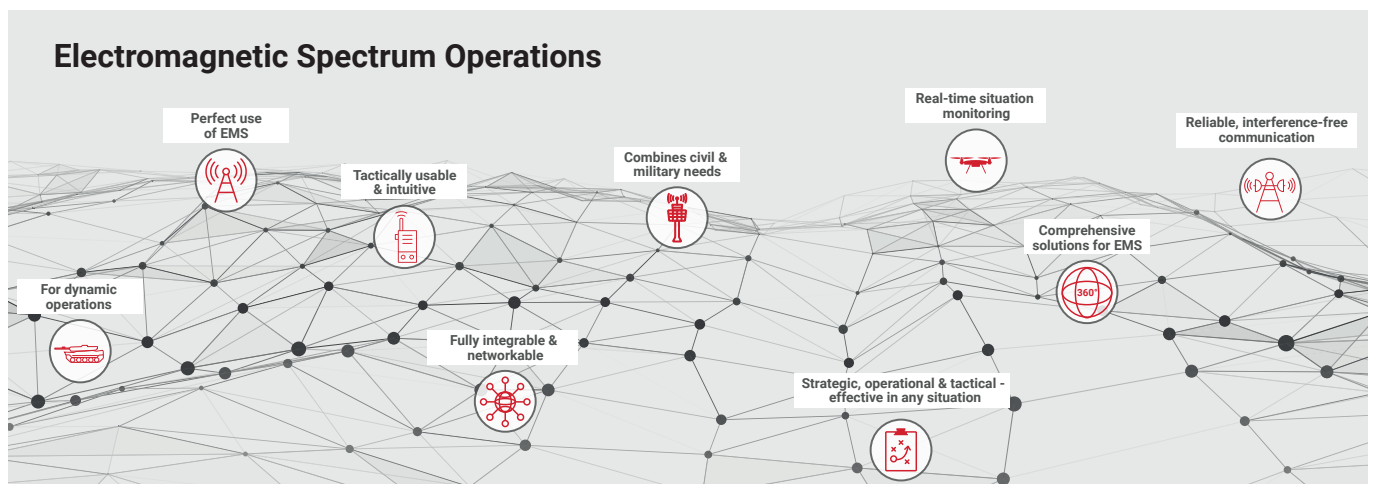 Electromagnetic Spectrum Operations
Perfect use
of EMS
Tactically usable
& intuitive
Combines civil &
military needs
Real-time situation
monitoring
Reliable, interference-free
communication
For dynamic
operations
Fully integrable &
networkable
Comprehensive
solutions for EMS
360°
Strategic, operational & tactical -
effective in any situation